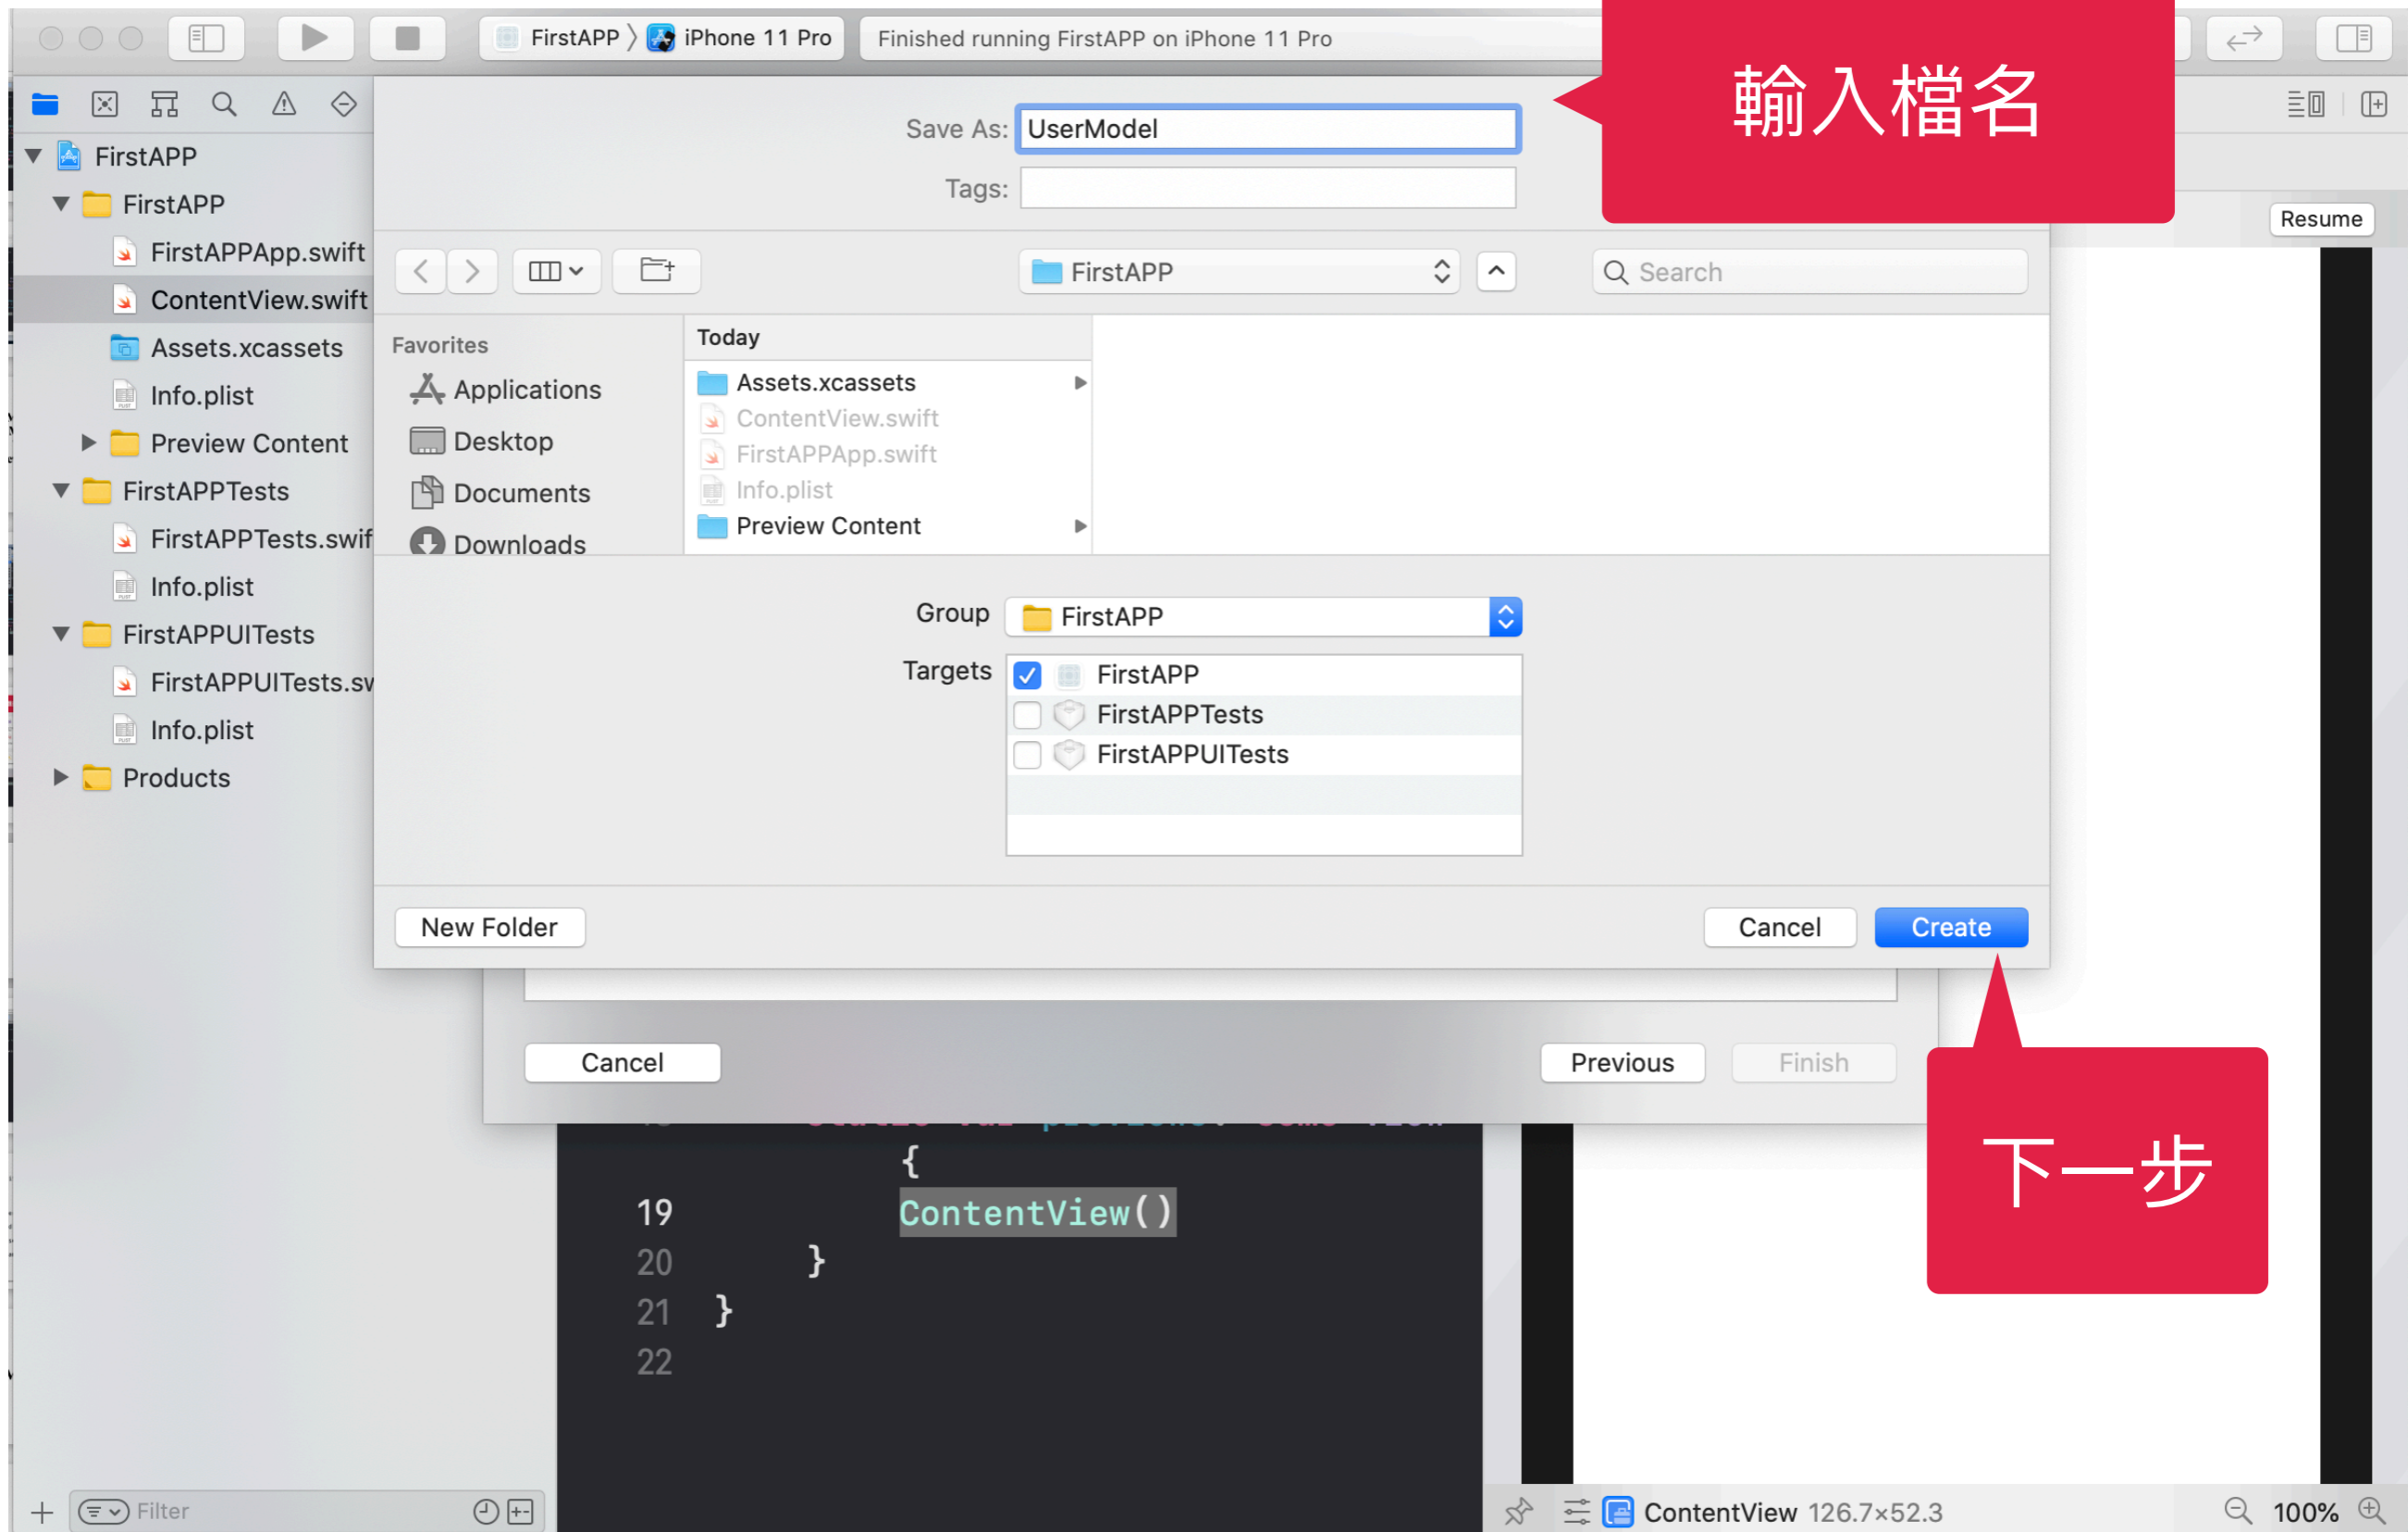 FirstAPP 〉 iPhone 11 Pro
Finished running FirstAPP on iPhone 11 Pro
輸入檔名
Save As: UserModel
Tags:
Resume
FirstAPP
FirstAPP
FirstAPPApp.swift
ContentView.swift
Assets.xcassets
Info.plist
Preview Content
FirstAPPTests
FirstAPPTests.swif
Info.plist
FirstAPPUITests
FirstAPPUITests.sw
Info.plist
Products
FirstAPP
Search
Favorites
Applications
Desktop
Documents
Downloads
Today
Assets.xcassets
ContentView.swift
FirstAPPApp.swift
Info.plist
Preview Content
Group FirstAPP
Targets
FirstAPP
FirstAPPTests
FirstAPPUITests
New Folder
Cancel
Create
Cancel
Previous
Finish
下一步
{
19 ContentView()
20 }
21 }
22
Filter
ContentView 126.7×52.3
100%